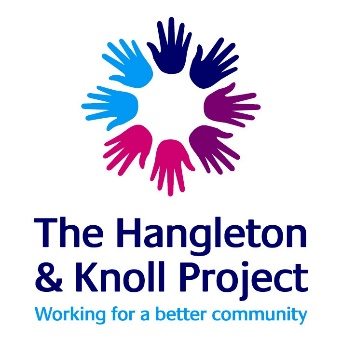 The Hangleton
& Knoll Project
Working for a better community